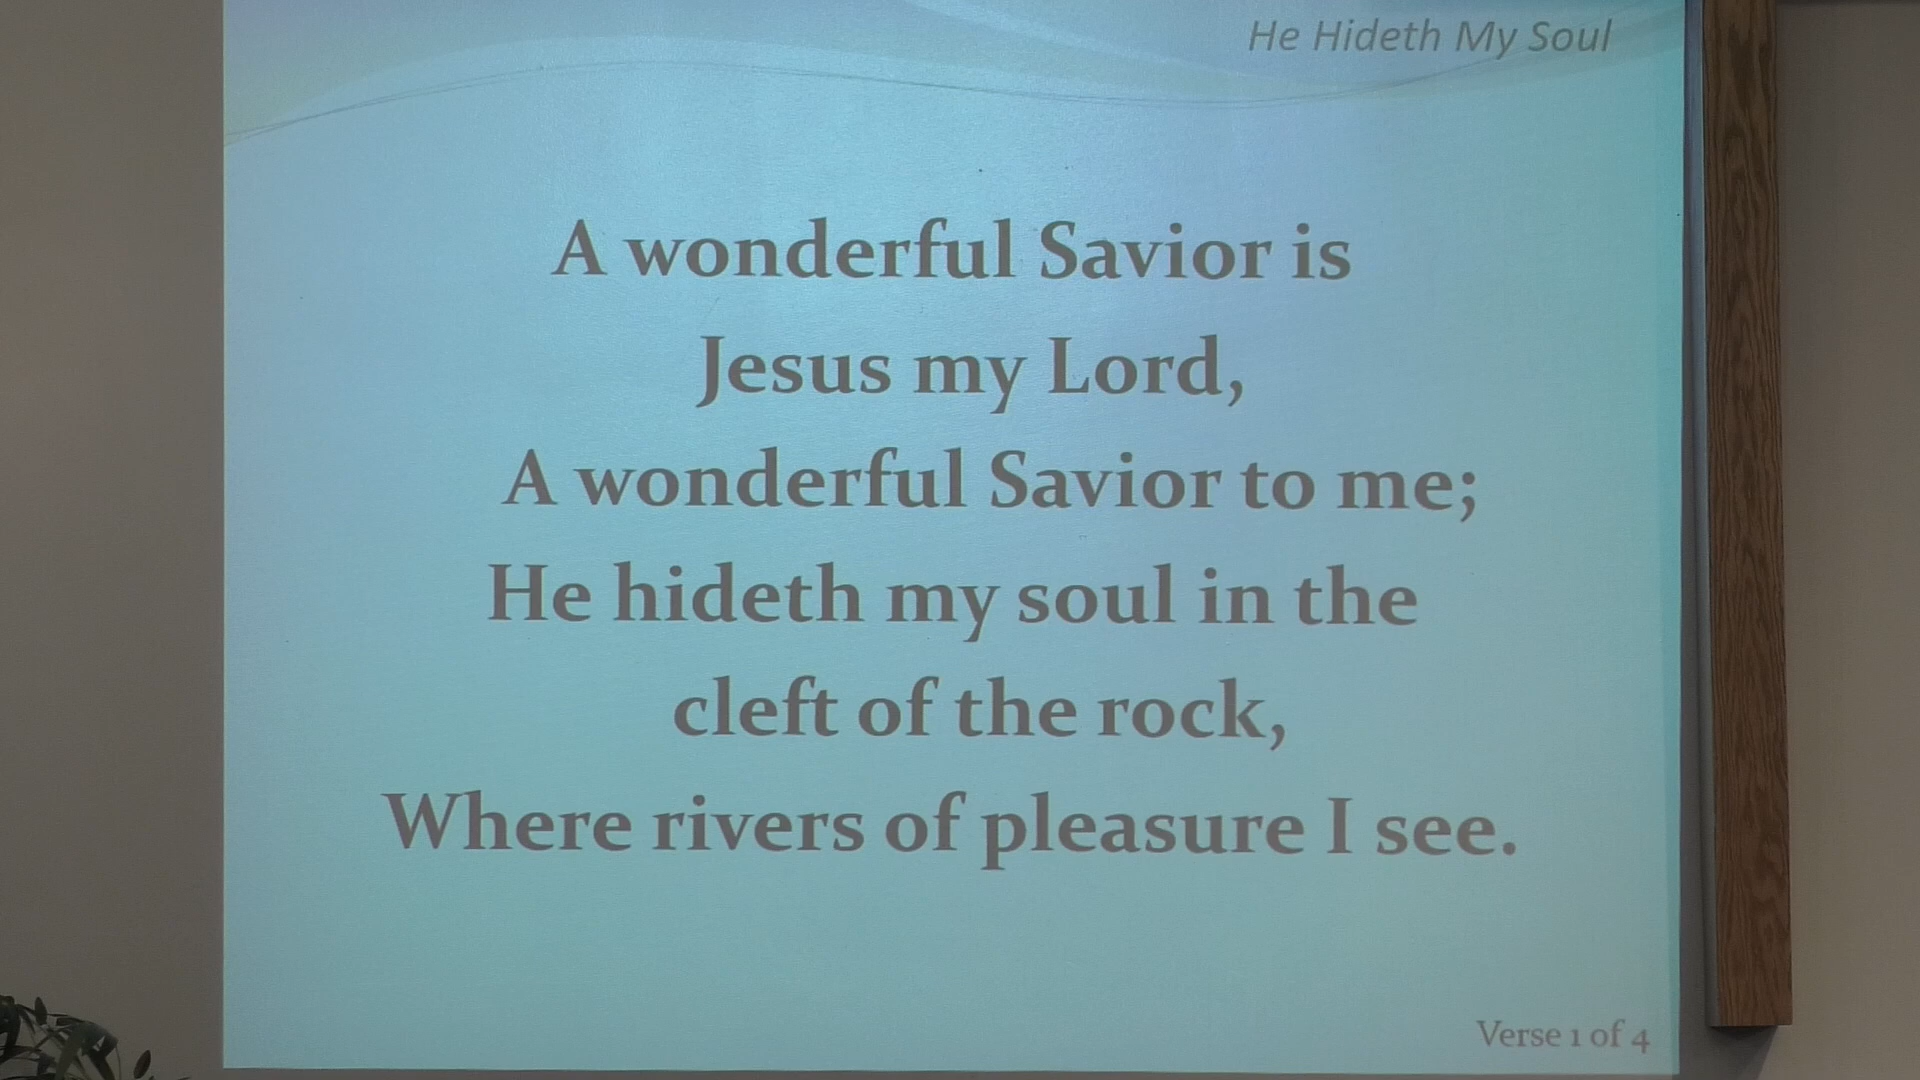 He Hideth My Soul
A wonderful Savior is
Jesus my Lord,
A wonderful Savior to me;
He hideth my soul in the
cleft of the rock,
Where rivers of pleasure I see.
Verse 1 of 4